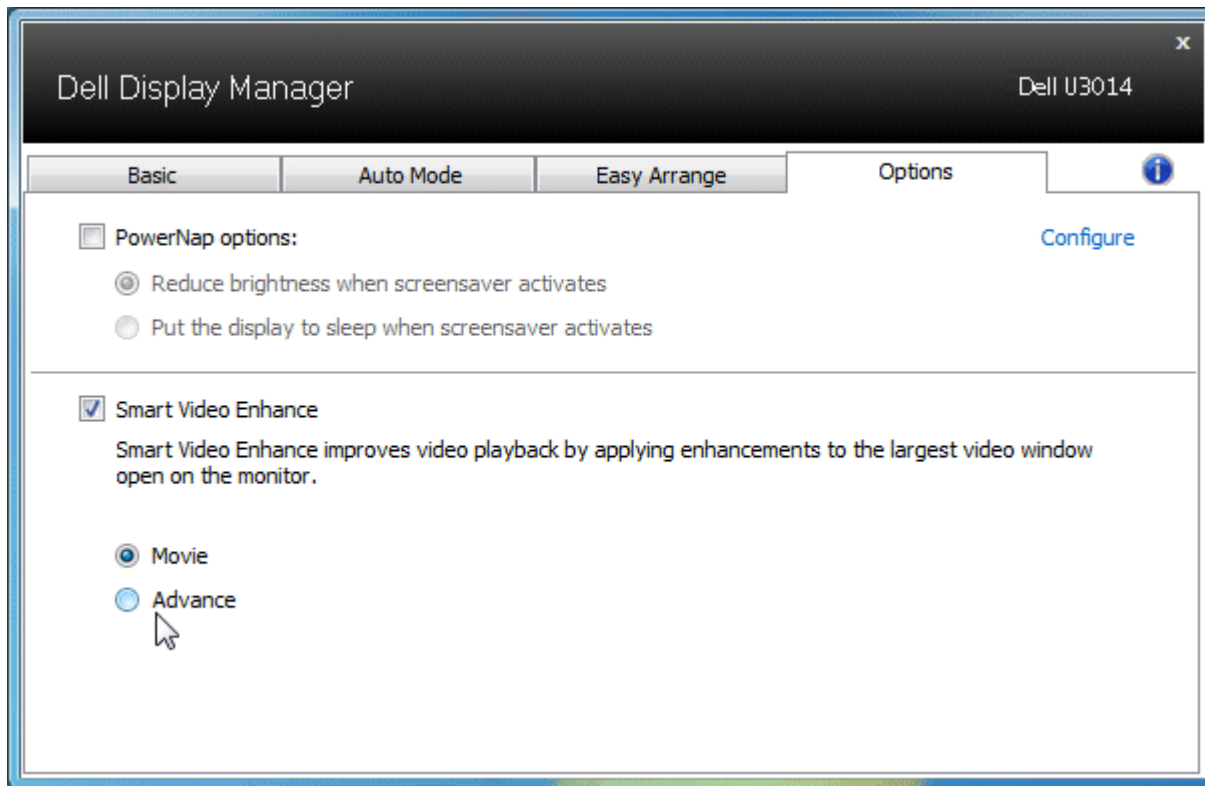 x
Dell Display Manager
Dell U3014
Basic
Auto Mode
Easy Arrange
Options
i
PowerNap options:
Configure
Reduce brightness when screensaver activates
Put the display to sleep when screensaver activates
Smart Video Enhance
Smart Video Enhance improves video playback by applying enhancements to the largest video window
open on the monitor.
Movie
Advance